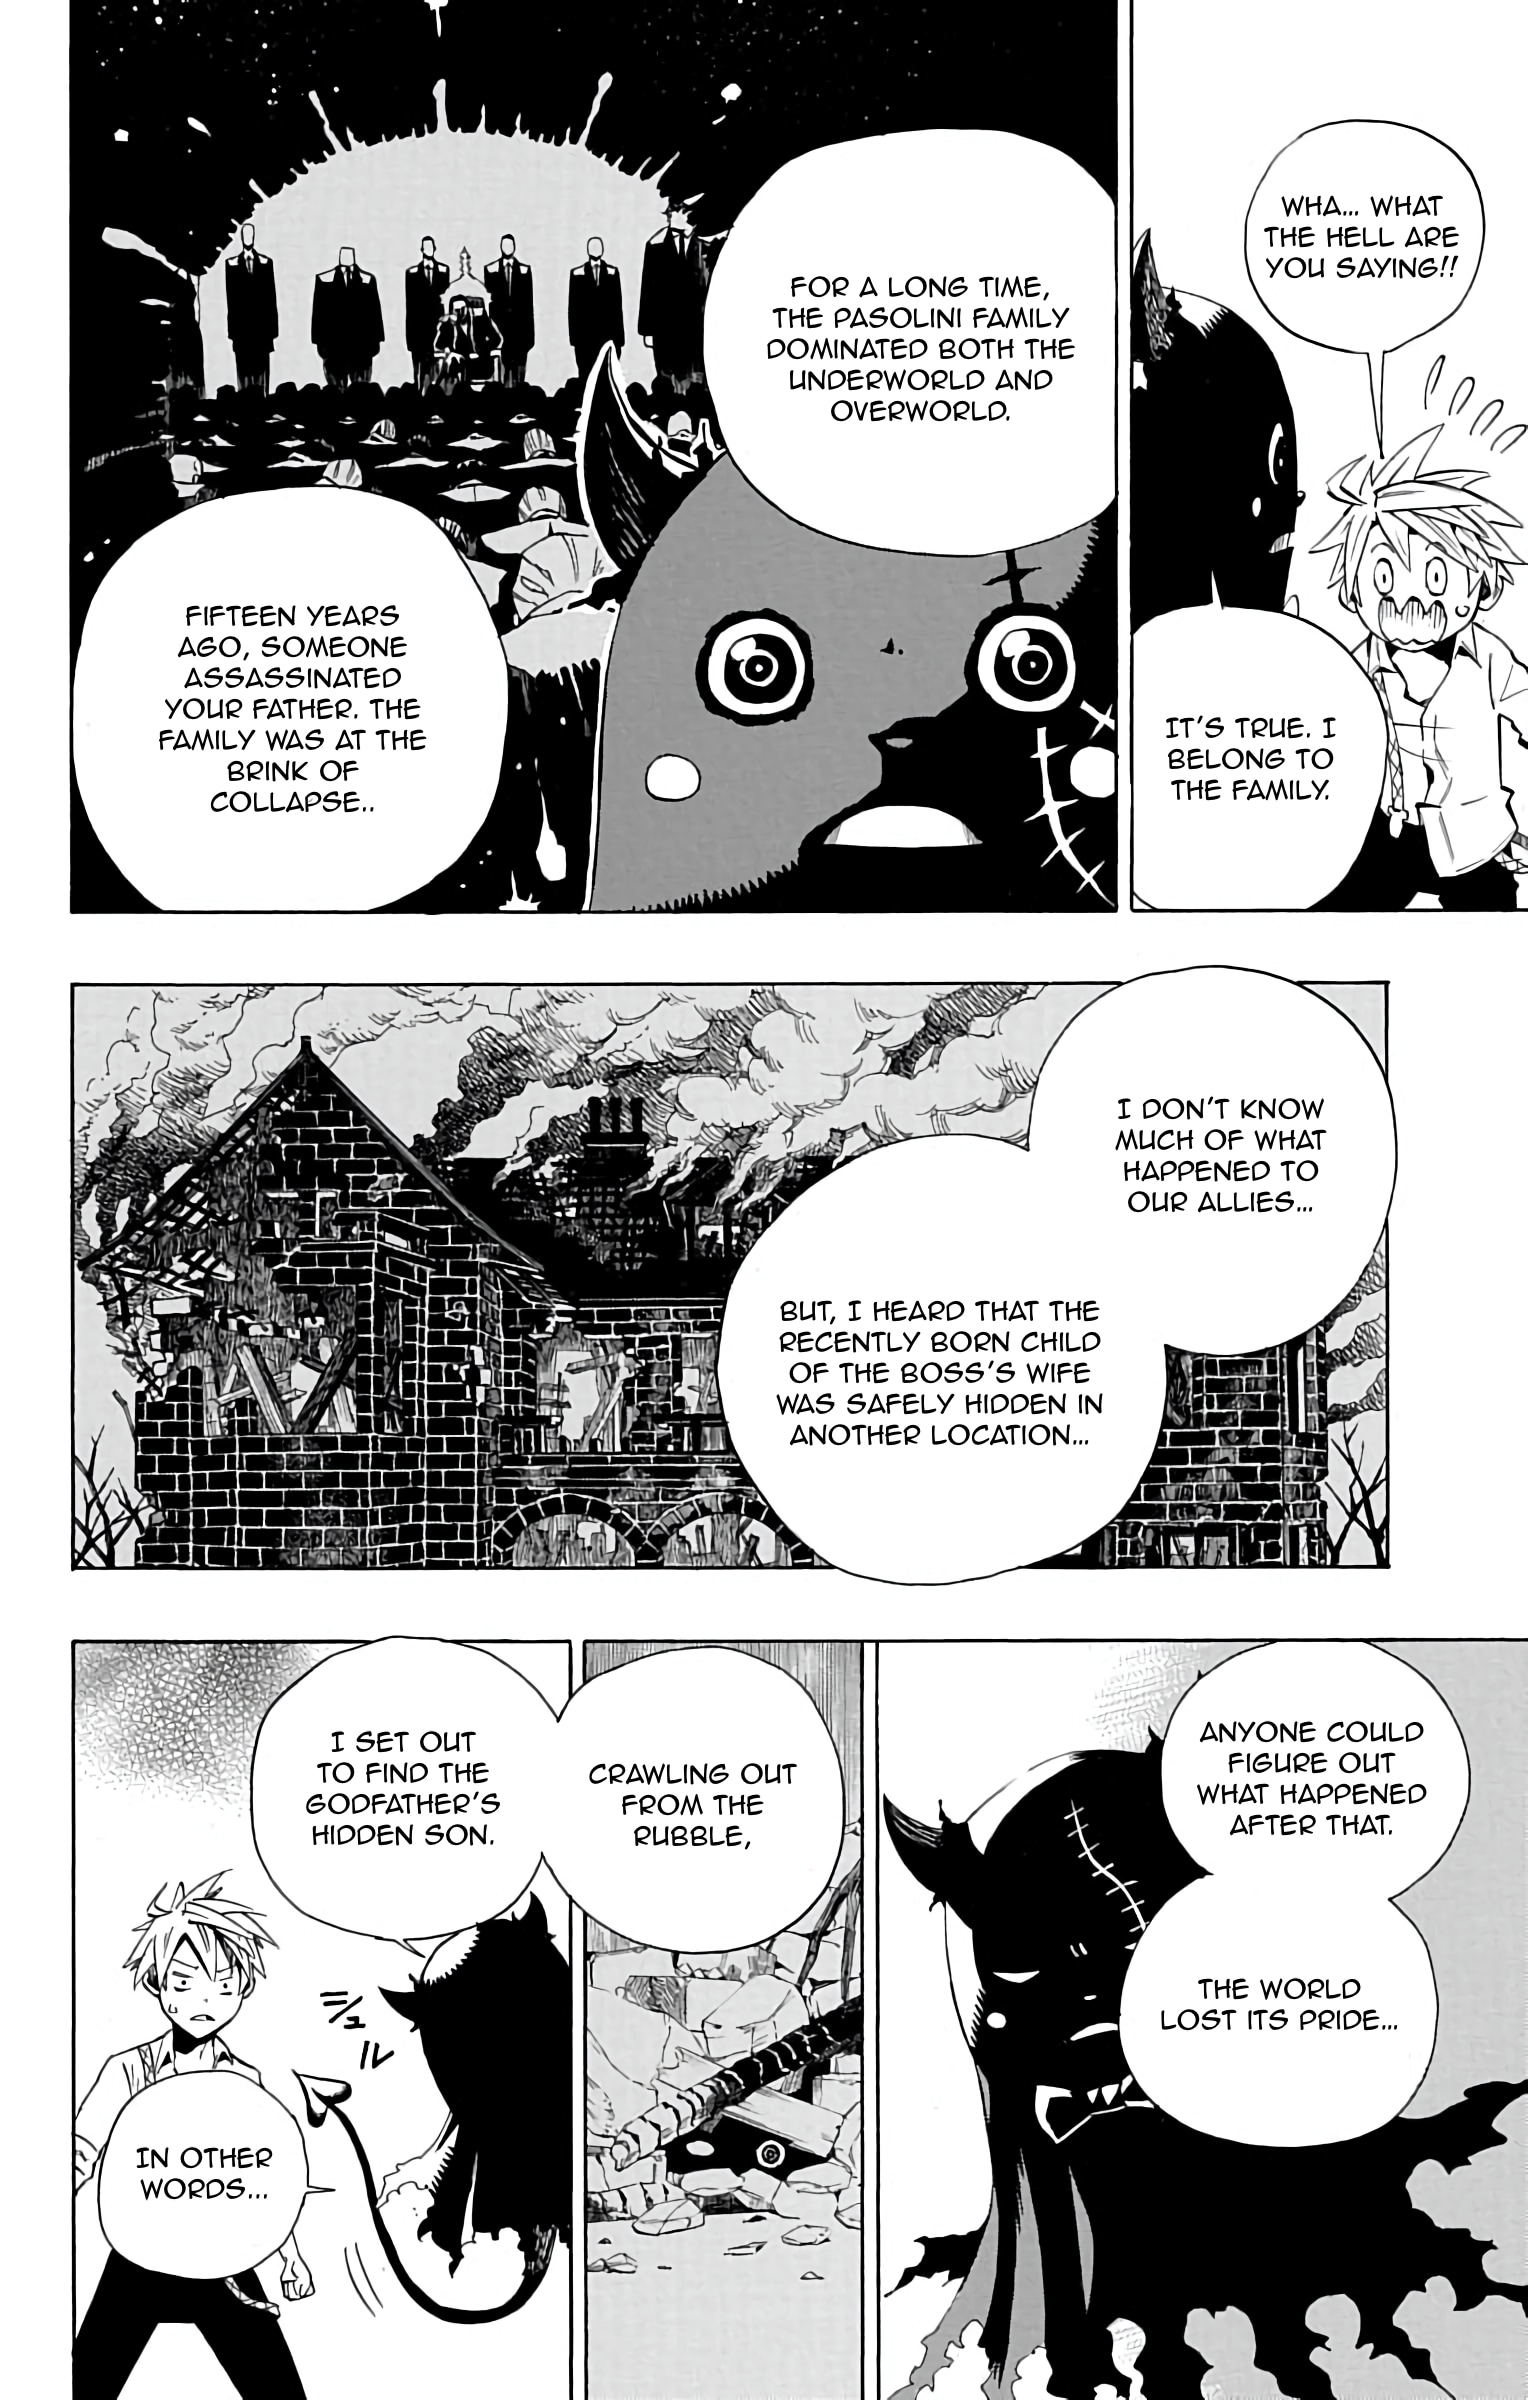 WHA... WHAT
THE HELL ARE
YOU SAYING!!
IT'S TRUE. I
BELONG TO
THE FAMILY.
FOR A LONG TIME,
THE PASOLINI FAMILY
DOMINATED BOTH THE
UNDERWORLD AND
OVERWORLD.
FIFTEEN YEARS
AGO, SOMEONE
ASSASSINATED
YOUR FATHER. THE
FAMILY WAS AT THE
BRINK OF
COLLAPSE..
I DON'T KNOW
MUCH OF WHAT
HAPPENED TO
OUR ALLIES...
BUT, I HEARD THAT THE
RECENTLY BORN CHILD
OF THE BOSS'S WIFE
WAS SAFELY HIDDEN IN
ANOTHER LOCATION...
ANYONE COULD
FIGURE OUT
WHAT HAPPENED
AFTER THAT.
THE WORLD
LOST ITS PRIDE...
CRAWLING OUT
FROM THE
RUBBLE,
I SET OUT
TO FIND THE
GODFATHER'S
HIDDEN SON.
ニュル
IN OTHER
WORDS...